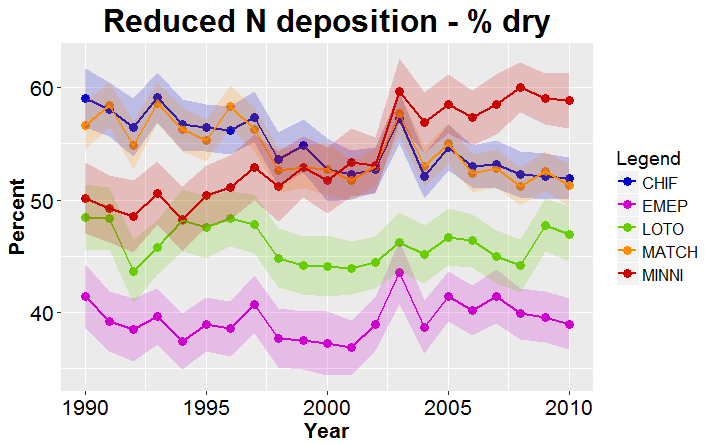 Reduced N deposition - % dry
60
50
40
Percent
1990
1995
2000
2005
2010
Year
Legend
CHIF
EMEP
LOTO
MATCH
MINNI